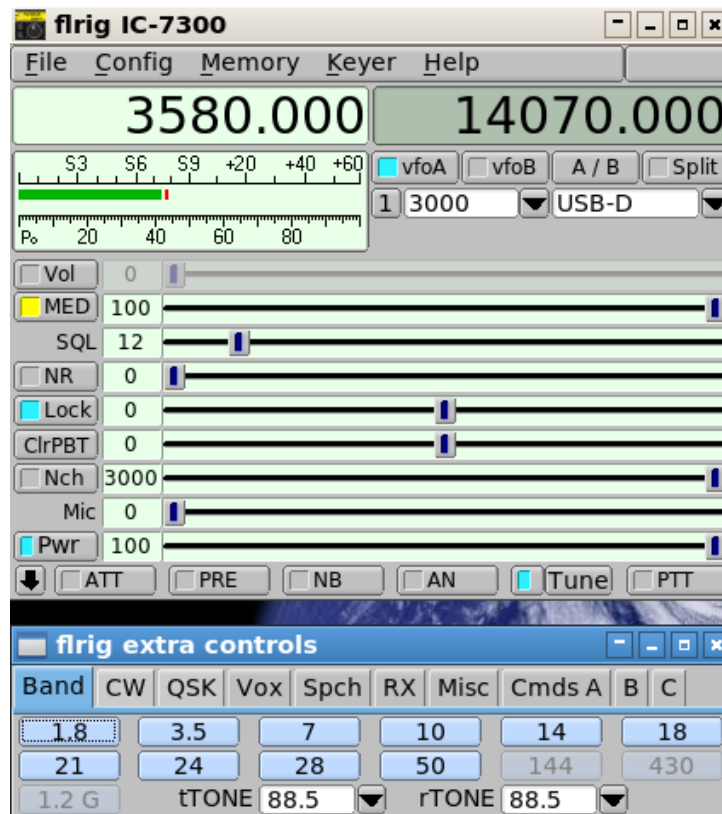 flrig IC-7300
File Config Memory Keyer Help
3580.000 14070.000
S3 S6 S9 +20 +40 +60
vfoA vfoB A / B Split
1 3000 USB-D
Po 20 40 60 80
Vol 0
MED 100
SQL 12
NR 0
Lock 0
ClrPBT 0
Nch 3000
Mic 0
Pwr 100
ATT PRE NB AN Tune PTT
flrig extra controls
Band CW QSK Vox Spch RX Misc Cmds A B C
1.8 3.5 7 10 14 18
21 24 28 50 144 430
1.2 G tTONE 88.5 rTONE 88.5